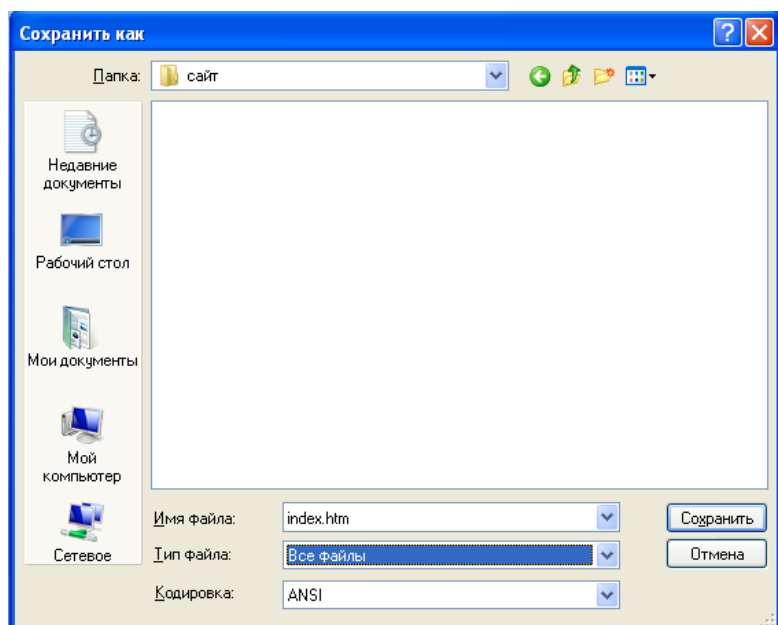 Сохранить как
Папка:
сайт
Недавние
документы
Рабочий стол
Мои документы
Мой
компьютер
Сетевое
Имя файла:
index.htm
Сохранить
Тип файла:
Все файлы
Отмена
Кодировка:
ANSI